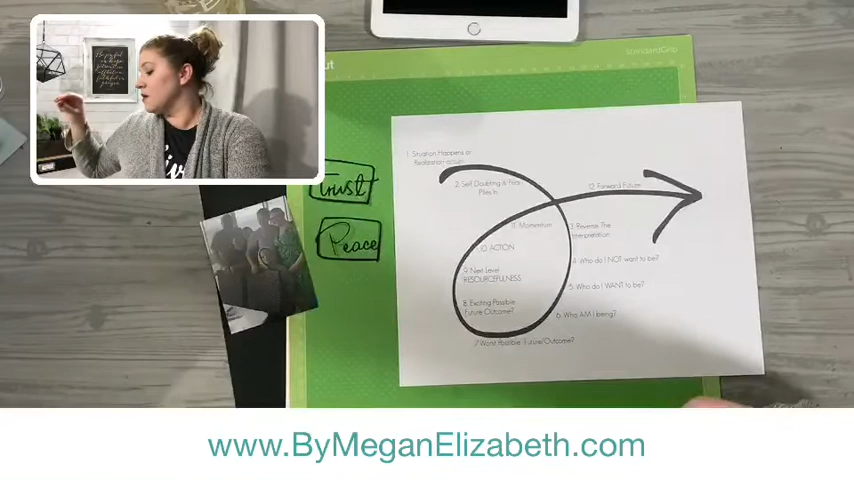 StandardGrip
ut
1. Situation Happens or
Realization occurs
2. Self Doubting & Fear
Piles In
12. Forward Future
Trust
11. Momentum
3. Reverse The
Interpretation
Peace
10. ACTION
4. Who do I NOT want to be?
9. Next Level
RESOURCEFULNESS
5. Who do I WANT to be?
8. Exciting Possible
Future Outcome?
6. Who AM I being?
7. Worst Possible Future/Outcome?
www.ByMeganElizabeth.com